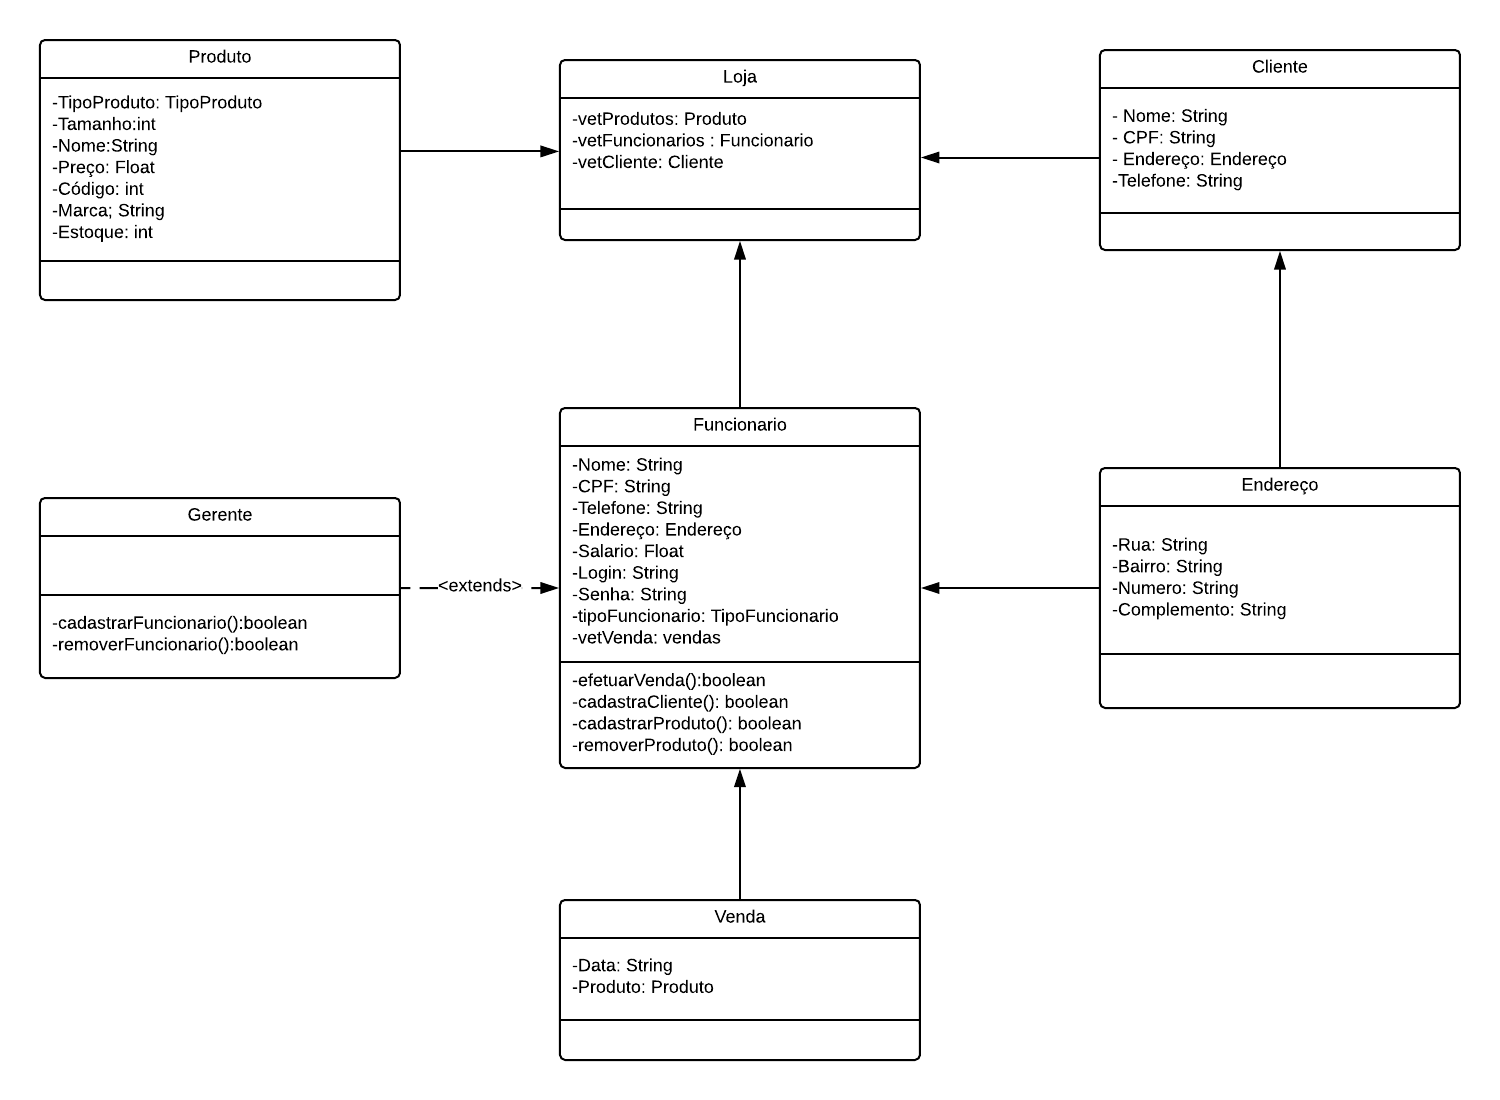 Produto
-TipoProduto: TipoProduto
-Tamanho:int
-Nome:String
-Preço: Float
-Código: int
-Marca; String
-Estoque: int
Loja
-vetProdutos: Produto
-vetFuncionarios : Funcionario
-vetCliente: Cliente
Cliente
- Nome: String
- CPF: String
- Endereço: Endereço
-Telefone: String
Gerente
-cadastrarFuncionario():boolean
-removerFuncionario():boolean
<extends>
Funcionario
-Nome: String
-CPF: String
-Telefone: String
-Endereço: Endereço
-Salario: Float
-Login: String
-Senha: String
-tipoFuncionario: TipoFuncionario
-vetVenda: vendas
-efetuarVenda():boolean
-cadastraCliente(): boolean
-cadastrarProduto(): boolean
-removerProduto(): boolean
Endereço
-Rua: String
-Bairro: String
-Numero: String
-Complemento: String
Venda
-Data: String
-Produto: Produto